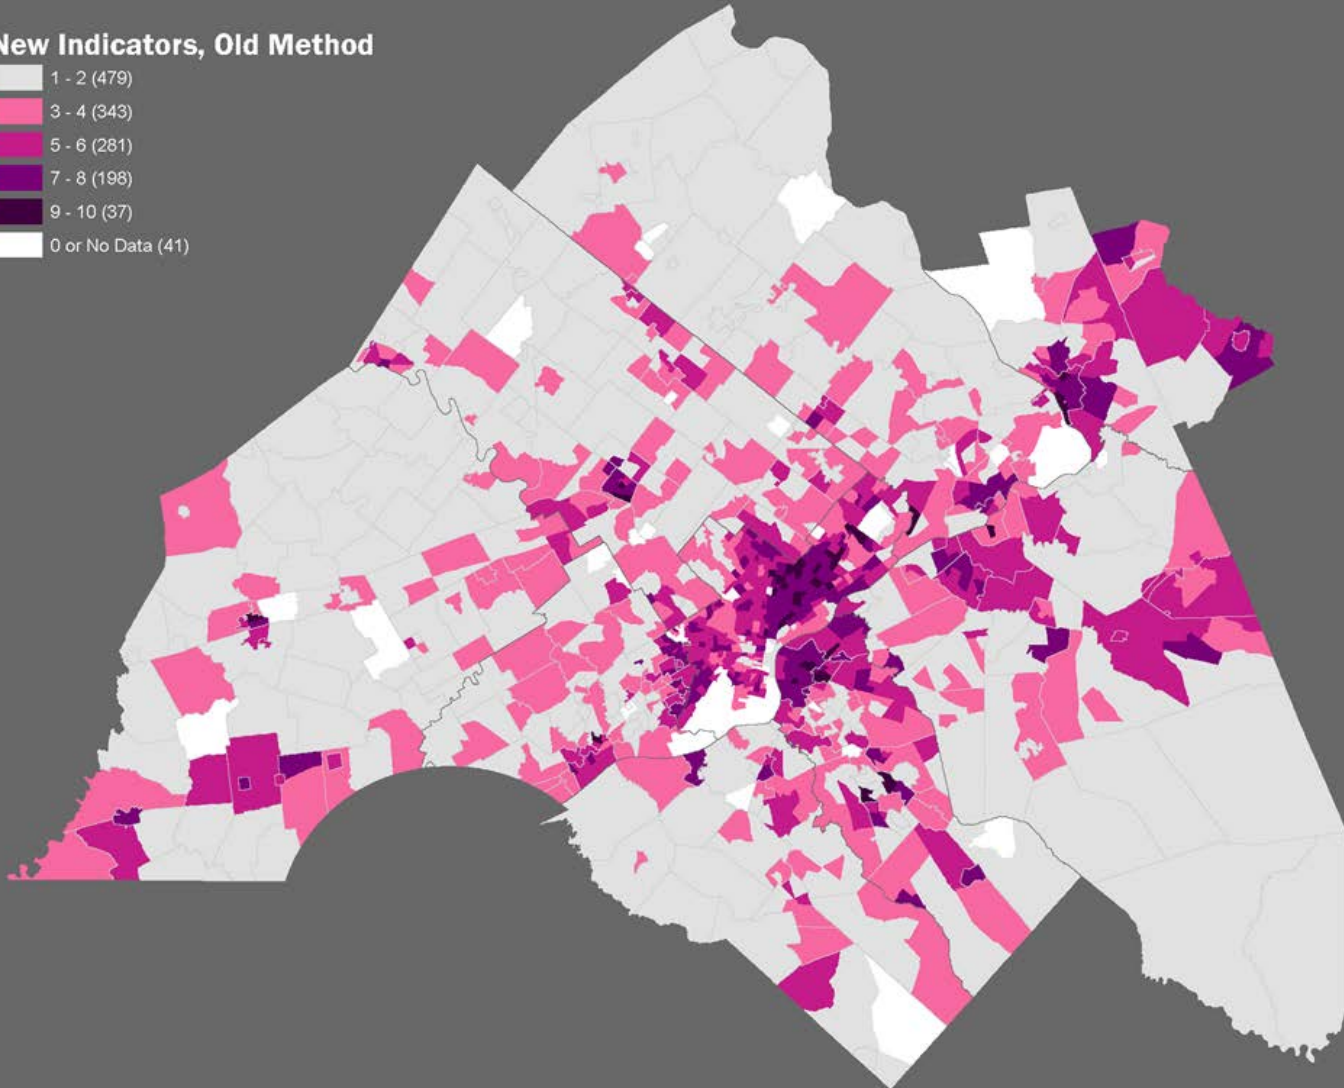 New Indicators, Old Method
1 - 2 (479)
3 - 4 (343)
5 - 6 (281)
7 - 8 (198)
9 - 10 (37)
0 or No Data (41)